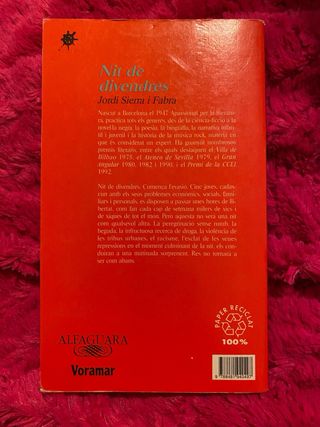 Nit de
divendres
Jordi Sierra i Fabra
Nascut a Barcelona el 1947. Apassionat per la literatu-
ra, practica tots els gèneres, des de la ciència-ficció a la
novel·la negra, la poesia, la biografia, la narrativa infan-
til i juvenil i la història de la música rock, matèria en
què és considerat un expert. Ha guanyat nombrosos
premis literaris, entre els quals destaquen el Villa de
Bilbao 1975, el Ateneo de Sevilla 1979, el Gran
Angular 1980, 1982 i 1990, i el Premi de la CCEI
1992.
Nit de divendres. Comença l'evasió. Cinc joves, cadas-
cun amb els seus problemes econòmics, socials, fami-
liars i personals, es disposen a passar unes hores de lli-
bertat, com fan cada cap de setmana milers de xics i
de xiques de tot el món. Però aquesta no serà una nit
com qualsevol altra. La peregrinació sense rumb, la
beguda, la infructuosa recerca de droga, la violència de
les tribus urbanes, el racisme, l'esclat de les seues
repressions en el moment culminant de la nit, els con-
duiran a una matinada sorprenent. Res no tornarà a
ser com abans.
ALFAGUARA
Voramar
PAPER RECICLAT
100%